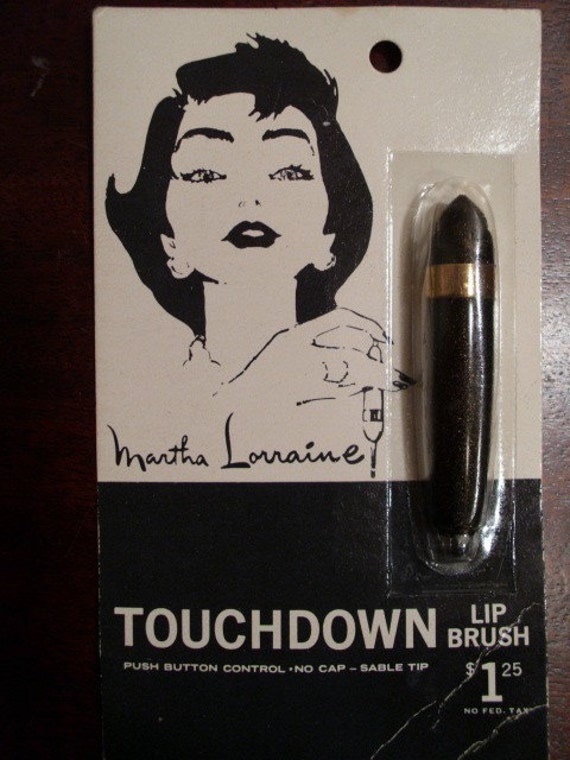 Martha Lorraine
TOUCHDOWN LIP BRUSH
PUSH BUTTON CONTROL • NO CAP – SABLE TIP
$1 25
NO FED. TAX